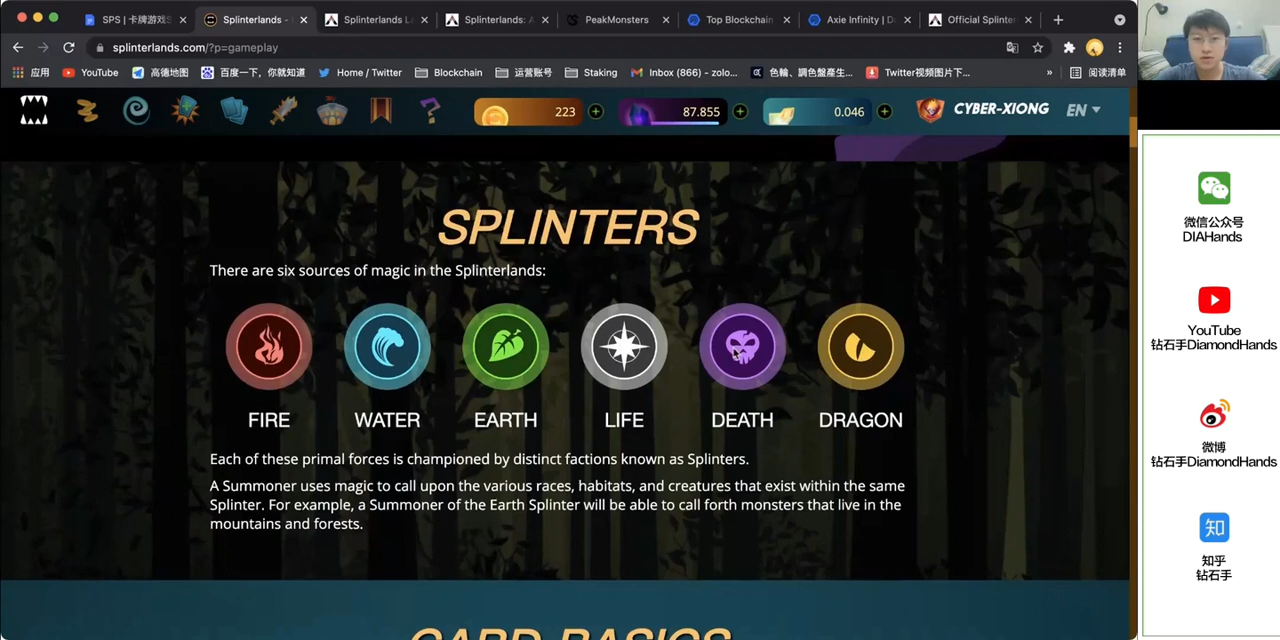 SPS | 卡牌游戏S
Splinterlands -
Splinterlands La
Splinterlands: A
PeakMonsters
Top Blockchain
Axie Infinity | D
Official Splinter
splinterlands.com/?p=gameplay
应用
YouTube
高德地图
百度一下，你就知道
Home / Twitter
Blockchain
运营账号
Staking
Inbox (866) - zolo...
色輪、調色盤產生...
Twitter视频图片下...
»
阅读清单
223
87.855
0.046
CYBER-XIONG
EN
SPLINTERS
There are six sources of magic in the Splinterlands:
FIRE
WATER
EARTH
LIFE
DEATH
DRAGON
Each of these primal forces is championed by distinct factions known as Splinters.
A Summoner uses magic to call upon the various races, habitats, and creatures that exist within the same
Splinter. For example, a Summoner of the Earth Splinter will be able to call forth monsters that live in the
mountains and forests.
CARD BASICS
微信公众号
DIAHands
YouTube
钻石手DiamondHands
微博
钻石手DiamondHands
知
知乎
钻石手